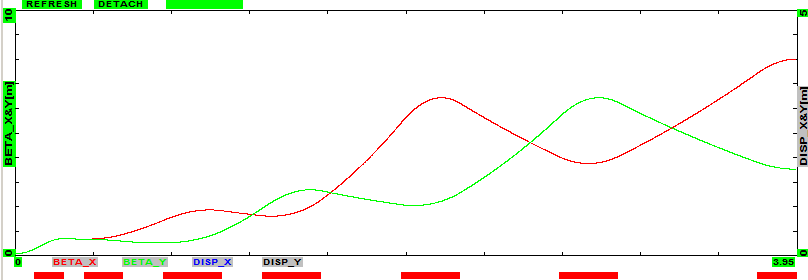 REFRESH DETACH
10 5
BETA_X&Y[m] DISP_X&Y[m]
0 0
0 BETA_X BETA_Y DISP_X DISP_Y 3.95